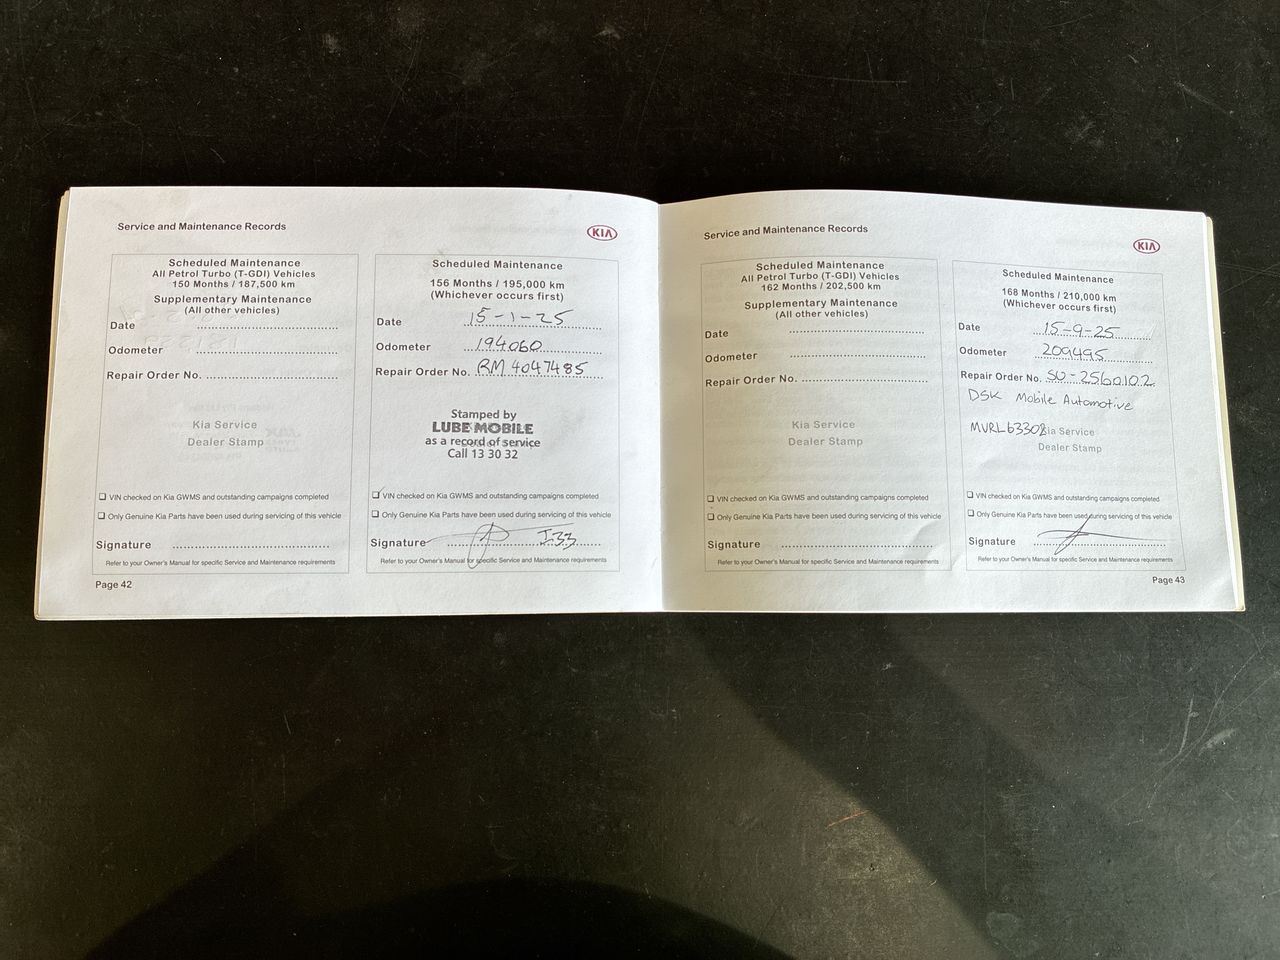 Service and Maintenance Records
KIA
Scheduled Maintenance
All Petrol Turbo (T-GDI) Vehicles
150 Months / 187,500 km
Supplementary Maintenance
(All other vehicles)
Date
Odometer
Repair Order No.
Kia Service
Dealer Stamp
VIN checked on Kia GWMS and outstanding campaigns completed
Only Genuine Kia Parts have been used during servicing of this vehicle
Signature
Refer to your Owner's Manual for specific Service and Maintenance requirements
Page 42
Scheduled Maintenance
156 Months / 195,000 km
(Whichever occurs first)
Date 15-1-25
Odometer 194060
Repair Order No. RM 4047485
Stamped by
LUBE MOBILE
as a record of service
Call 13 30 32
VIN checked on Kia GWMS and outstanding campaigns completed
Only Genuine Kia Parts have been used during servicing of this vehicle
Signature
Refer to your Owner's Manual for specific Service and Maintenance requirements
Service and Maintenance Records
KIA
Scheduled Maintenance
All Petrol Turbo (T-GDI) Vehicles
162 Months / 202,500 km
Supplementary Maintenance
(All other vehicles)
Date
Odometer
Repair Order No.
Kia Service
Dealer Stamp
VIN checked on Kia GWMS and outstanding campaigns completed
Only Genuine Kia Parts have been used during servicing of this vehicle
Signature
Refer to your Owner's Manual for specific Service and Maintenance requirements
Scheduled Maintenance
168 Months / 210,000 km
(Whichever occurs first)
Date 15-9-25
Odometer 209495
Repair Order No.
DSK Mobile Automotive
MVRL63302 Kia Service
Dealer Stamp
VIN checked on Kia GWMS and outstanding campaigns completed
Only Genuine Kia Parts have been used during servicing of this vehicle
Signature
Refer to your Owner's Manual for specific Service and Maintenance requirements
Page 43